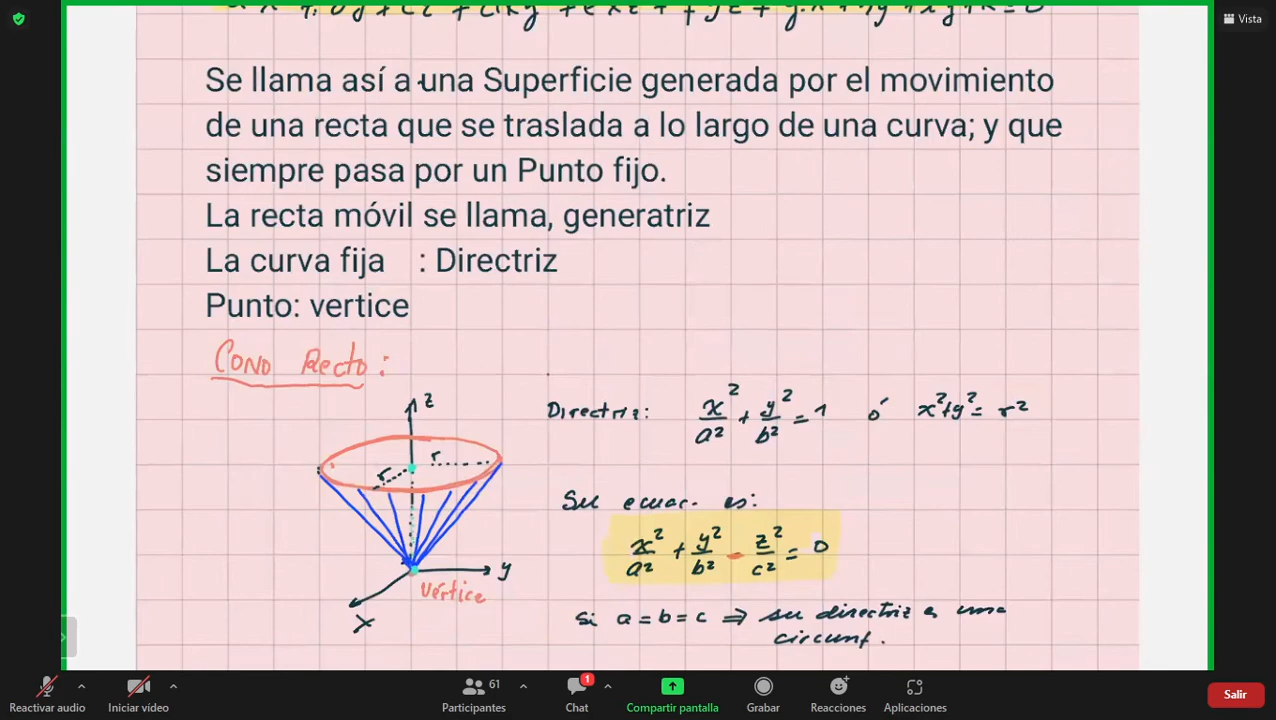 Vista
Se llama así a una Superficie generada por el movimiento
de una recta que se traslada a lo largo de una curva; y que
siempre pasa por un Punto fijo.
La recta móvil se llama, generatriz
La curva fija : Directriz
Punto: vertice
Cono Recto:
z
r r
y
x
vértice
Directriz: x²/a² + y²/b² = 1 ó x²+y² = r²
Su ecuac. es:
x²/a² + y²/b² - z²/c² = 0
Si a = b = c ⇒ su directriz es una
circunf.
Reactivar audio
Iniciar vídeo
61
Participantes
1
Chat
Compartir pantalla
Grabar
Reacciones
Aplicaciones
Salir